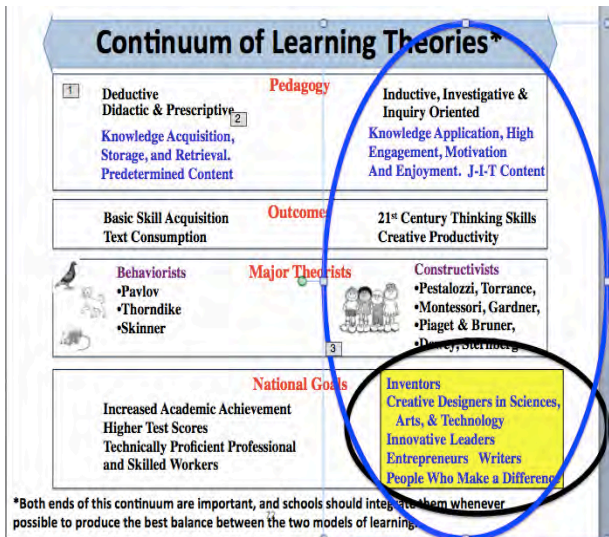 Continuum of Learning Theories*
Pedagogy
1
Deductive
Didactic & Prescriptive
2
Knowledge Acquisition,
Storage, and Retrieval.
Predetermined Content
Inductive, Investigative &
Inquiry Oriented
Knowledge Application, High
Engagement, Motivation
And Enjoyment. J-I-T Content
Outcomes
Basic Skill Acquisition
Text Consumption
21st Century Thinking Skills
Creative Productivity
Major Theorists
Behaviorists
•Pavlov
•Thorndike
•Skinner
Constructivists
•Pestalozzi, Torrance,
•Montessori, Gardner,
•Piaget & Bruner,
•Dewey, Sternberg
3
National Goals
Increased Academic Achievement
Higher Test Scores
Technically Proficient Professional
and Skilled Workers
Inventors
Creative Designers in Sciences,
Arts, & Technology
Innovative Leaders
Entrepreneurs Writers
People Who Make a Difference
*Both ends of this continuum are important, and schools should integrate them whenever
possible to produce the best balance between the two models of learning.